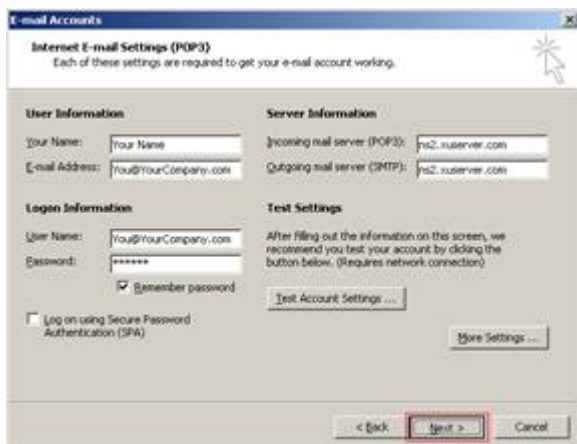 E-mail Accounts
Internet E-mail Settings (POP3)
Each of these settings are required to get your e-mail account working.
User Information
Your Name: Your Name
E-mail Address: You@YourCompany.com
Server Information
Incoming mail server (POP3): ns2.xuserver.com
Outgoing mail server (SMTP): ns2.xuserver.com
Logon Information
User Name: You@YourCompany.com
Password: ******
Remember password
Log on using Secure Password
Authentication (SPA)
Test Settings
After filling out the information on this screen, we
recommend you test your account by clicking the
button below. (Requires network connection)
Test Account Settings ...
More Settings ...
< Back Next > Cancel